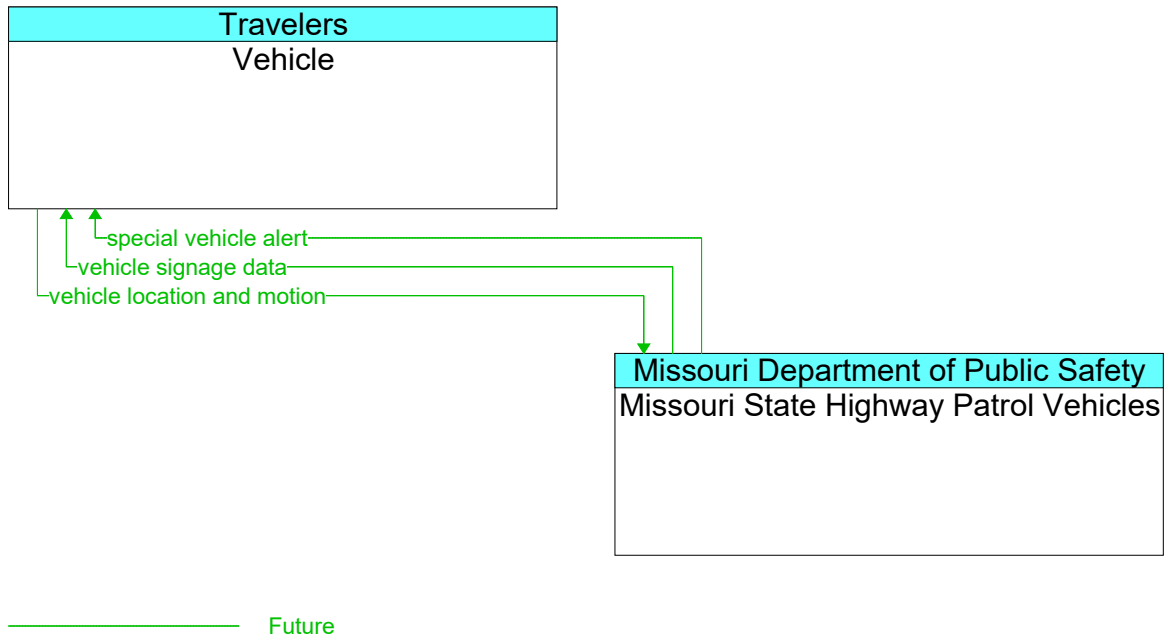 Travelers
Vehicle
special vehicle alert
vehicle signage data
vehicle location and motion
Missouri Department of Public Safety
Missouri State Highway Patrol Vehicles
Future